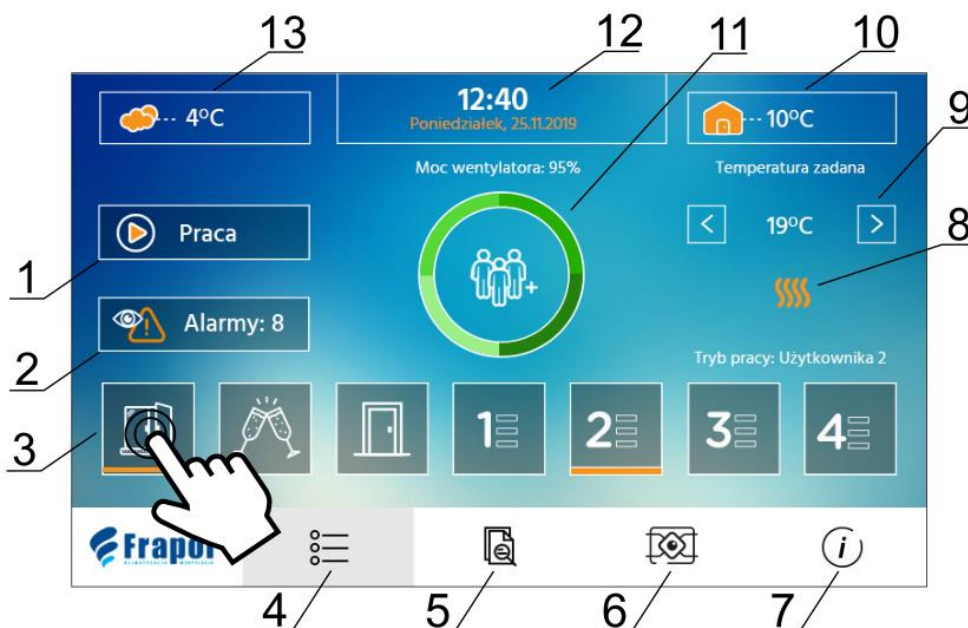 13
12
11
10
4°C
12:40
Poniedziałek, 25.11.2019
10°C
9
Moc wentylatora: 95%
Temperatura zadana
Praca
19°C
1
8
Alarmy: 8
2
Tryb pracy: Użytkownika 2
3
1
2
3
4
i
4
5
6
7